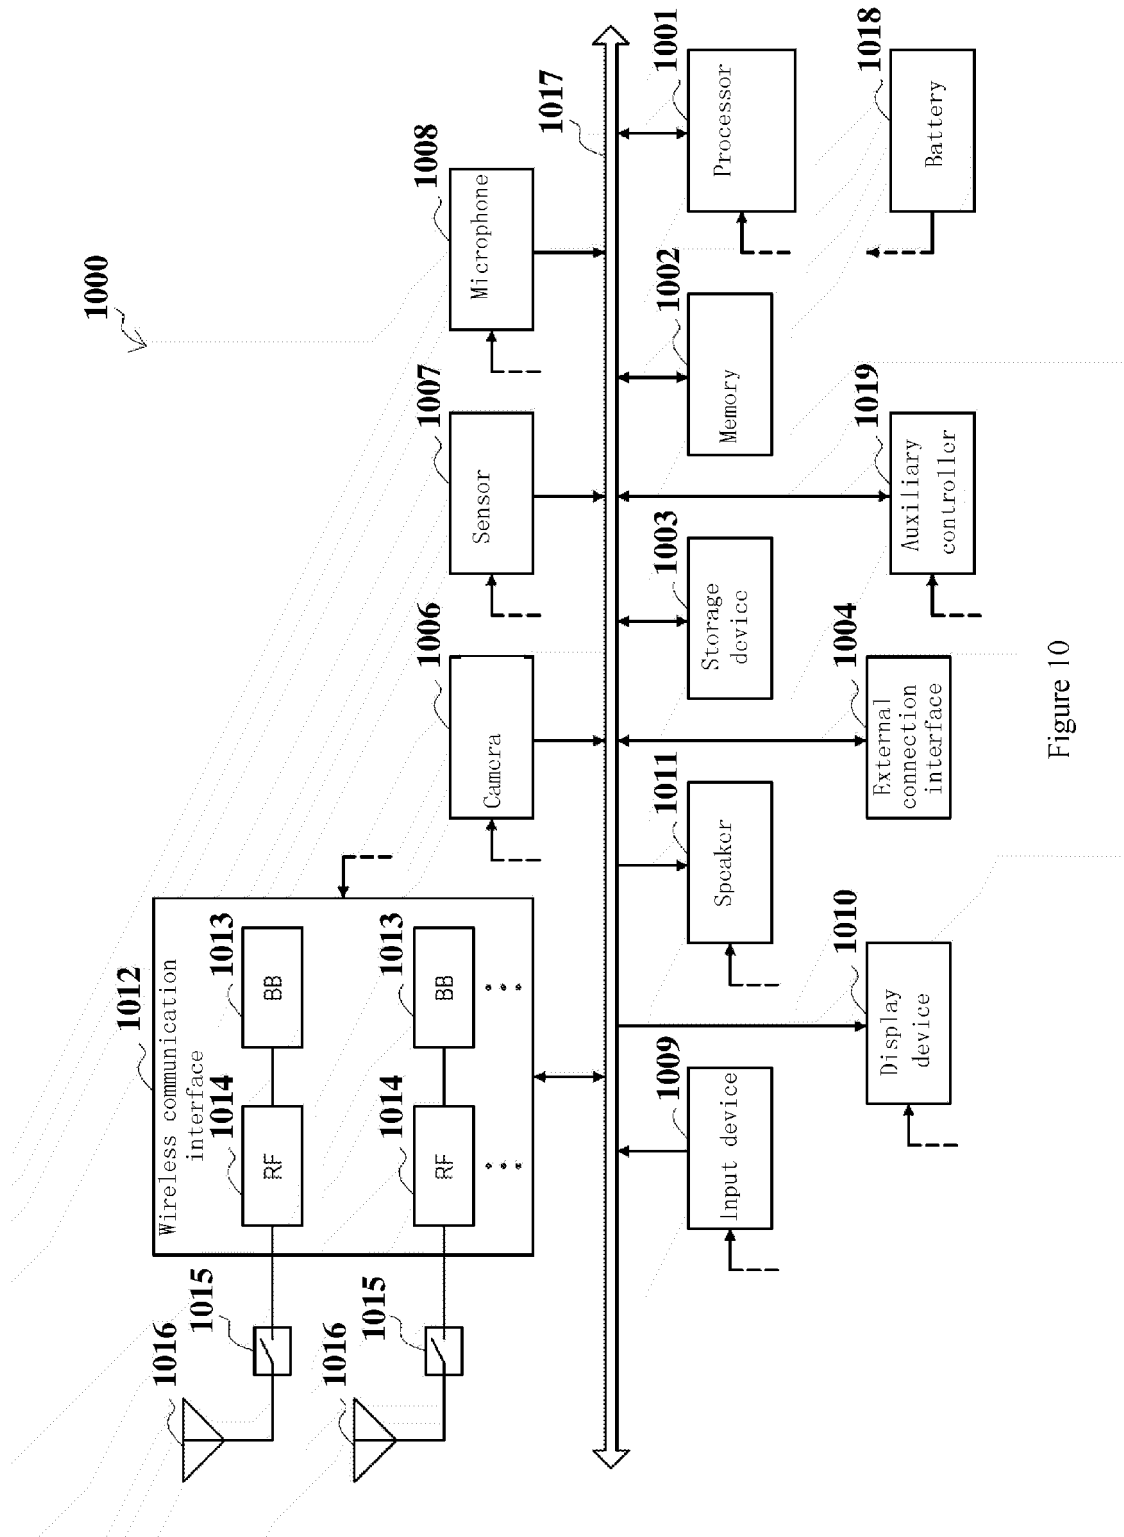 1000
1012
Wireless communication
interface
1016
1015
1014
RF
1013
BB
1016
1015
1014
RF
1013
BB
1006
Camera
1007
Sensor
1008
Microphone
1017
1009
Input device
1011
Speaker
1003
Storage
device
1002
Memory
1001
Processor
1010
Display
device
1004
External
connection
interface
1019
Auxiliary
controller
1018
Battery
Figure 10